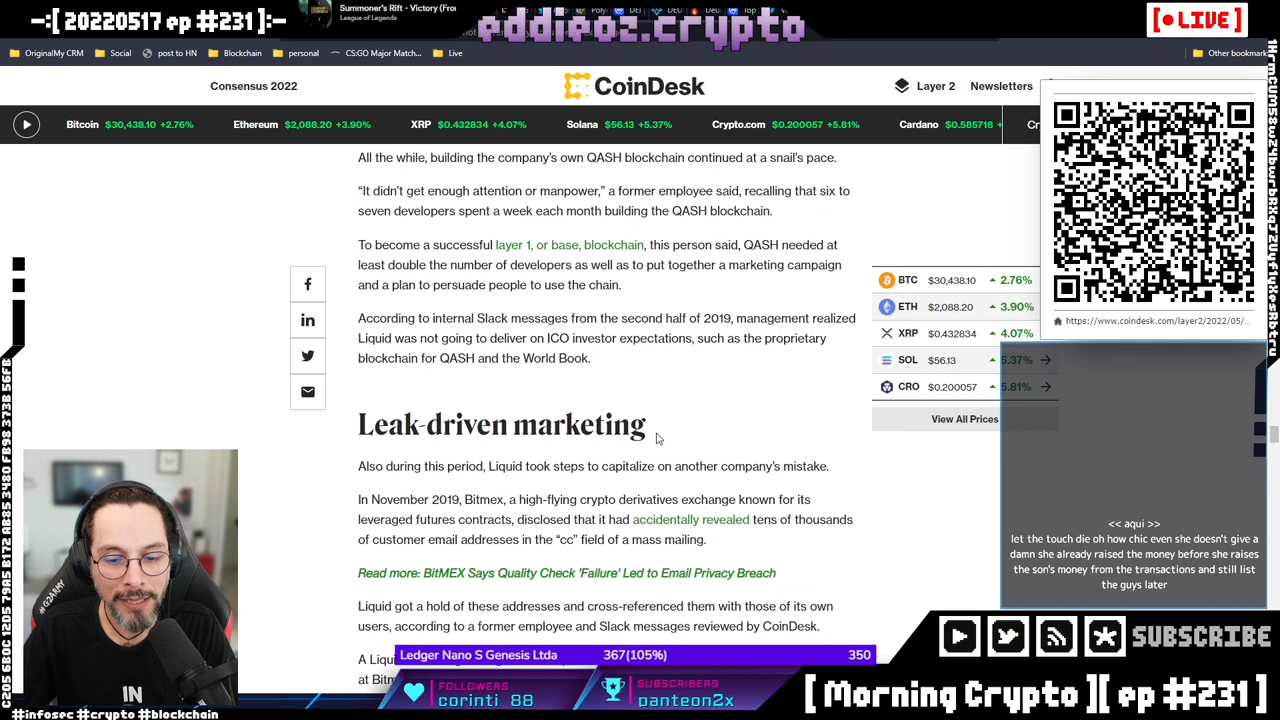 -:[ 20220517 ep #231 ]:-
Summoner's Rift - Victory (Fro
League of Legends
eddieoz.crypto
[ ● LIVE ]
OriginalMy CRM
Social
post to HN
Blockchain
personal
CS:GO Major Match...
Live
Other bookmark
Consensus 2022
CoinDesk
Layer 2
Newsletters
Bitcoin $30,438.10 +2.76%
Ethereum $2,088.20 +3.90%
XRP $0.432834 +4.07%
Solana $56.13 +5.37%
Crypto.com $0.200057 +5.81%
Cardano $0.585718 +
Cr
All the while, building the company's own QASH blockchain continued at a snail's pace.
“It didn't get enough attention or manpower,” a former employee said, recalling that six to
seven developers spent a week each month building the QASH blockchain.
To become a successful layer 1, or base, blockchain, this person said, QASH needed at
least double the number of developers as well as to put together a marketing campaign
and a plan to persuade people to use the chain.
According to internal Slack messages from the second half of 2019, management realized
Liquid was not going to deliver on ICO investor expectations, such as the proprietary
blockchain for QASH and the World Book.
Leak-driven marketing
Also during this period, Liquid took steps to capitalize on another company's mistake.
In November 2019, Bitmex, a high-flying crypto derivatives exchange known for its
leveraged futures contracts, disclosed that it had accidentally revealed tens of thousands
of customer email addresses in the “cc” field of a mass mailing.
Read more: BitMEX Says Quality Check 'Failure' Led to Email Privacy Breach
Liquid got a hold of these addresses and cross-referenced them with those of its own
users, according to a former employee and Slack messages reviewed by CoinDesk.
A Liqui
at Bitm
BTC $30,438.10 2.76%
ETH $2,088.20 3.90%
XRP $0.432834 4.07%
SOL $56.13 5.37%
CRO $0.200057 5.81%
View All Prices
https://www.coindesk.com/layer2/2022/05/...
<< aqui >>
let the touch die oh how chic even she doesn't give a
damn she already raised the money before she raises
the son's money from the transactions and still list
the guys later
#G2ARMY
IN
Ledger Nano S Genesis Ltda 367(105%) 350
FOLLOWERS
corinti_88
SUBSCRIBERS
panteon2x
SUBSCRIBE
[ Morning Crypto ][ ep #231 ]
#infosec #crypto #blockchain